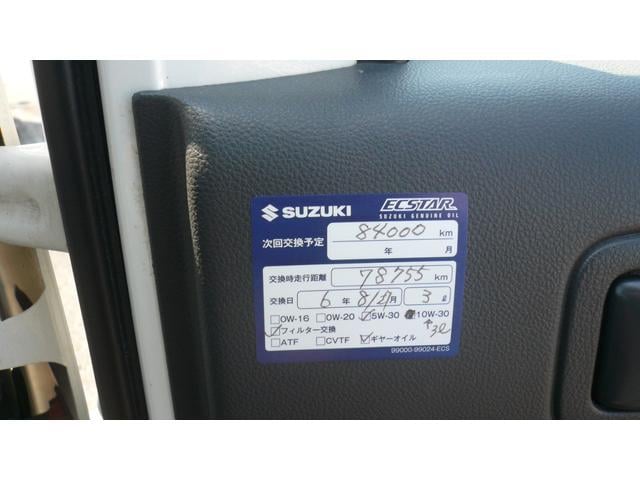 SUZUKI ECSTAR
SUZUKI GENUINE OIL
次回交換予定 84000 km
年 月
交換時走行距離 78755 km
交換日 6 年 8/ 月 3 ℓ
□0W-16 □0W-20 ☑5W-30 10W-30
☑フィルター交換 ↑3ℓ
□ATF □CVTF ☑ギヤーオイル
99000-99024-ECS